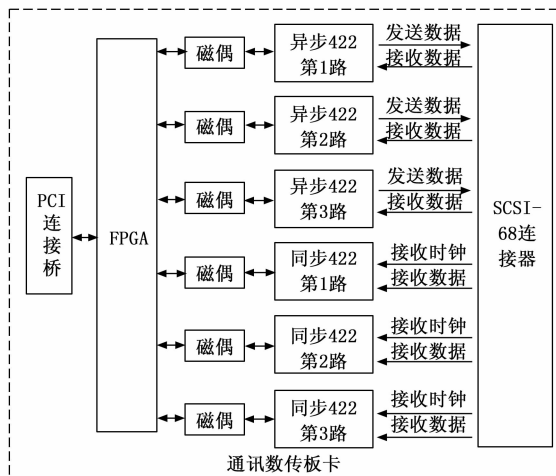 磁偶
异步422
第1路
发送数据
接收数据
磁偶
异步422
第2路
发送数据
接收数据
磁偶
异步422
第3路
发送数据
接收数据
PCI
连
接
桥
FPGA
SCSI-
68连
接器
磁偶
同步422
第1路
接收时钟
接收数据
磁偶
同步422
第2路
接收时钟
接收数据
磁偶
同步422
第3路
接收时钟
接收数据
通讯数传板卡